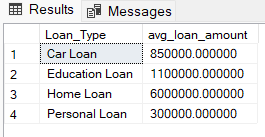 Results Messages
Loan_Type avg_loan_amount
1 Car Loan 850000.000000
2 Education Loan 1100000.000000
3 Home Loan 6000000.000000
4 Personal Loan 300000.000000